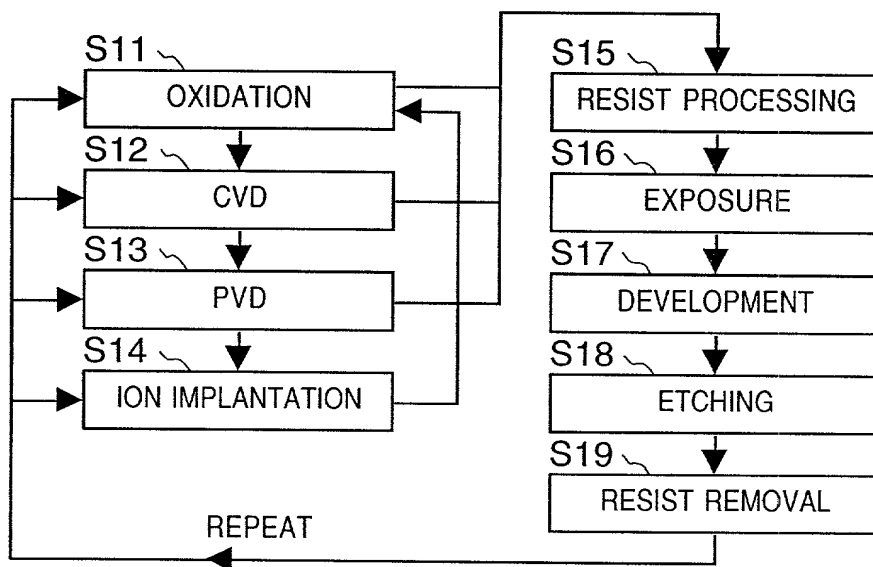 S11
OXIDATION
S12
CVD
S13
PVD
S14
ION IMPLANTATION
S15
RESIST PROCESSING
S16
EXPOSURE
S17
DEVELOPMENT
S18
ETCHING
S19
RESIST REMOVAL
REPEAT